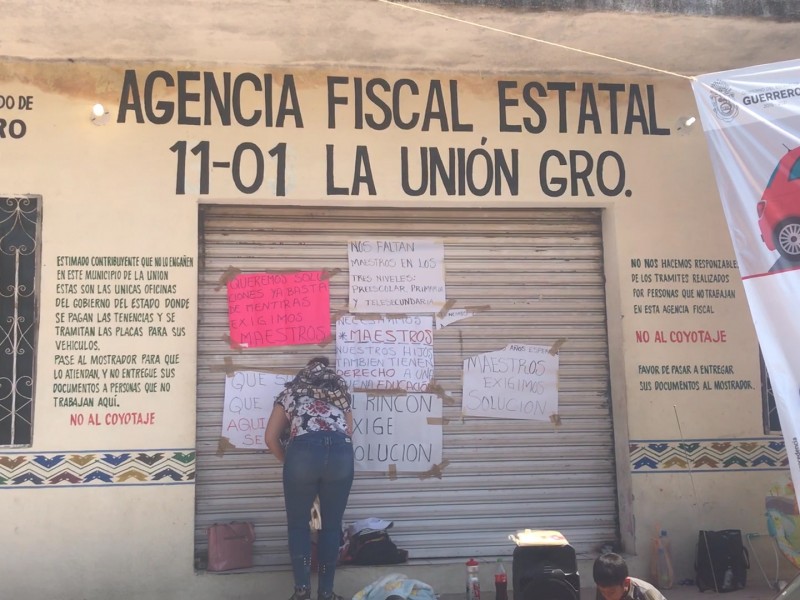 DO DE
RO
AGENCIA FISCAL ESTATAL
11-01 LA UNIÓN GRO.
GUERRERO
ESTIMADO CONTRIBUYENTE QUE NO LO ENGAÑEN
EN ESTE MUNICIPIO DE LA UNION
ESTAS SON LAS UNICAS OFICINAS
DEL GOBIERNO DEL ESTADO DONDE
SE PAGAN LAS TENENCIAS Y SE
TRAMITAN LAS PLACAS PARA SUS
VEHICULOS.
PASE AL MOSTRADOR PARA QUE
LO ATIENDAN, Y NO ENTREGUE SUS
DOCUMENTOS A PERSONAS QUE NO
TRABAJAN AQUÍ.
NO AL COYOTAJE
QUEREMOS SOLU
CIONES YA BASTA
DE MENTIRAS
EXIGIMOS
MAESTROS
NOS FALTAN
MAESTROS EN LOS
TRES NIVELES:
PREESCOLAR PRIMARIA
Y TELESECUNDARIA
NECESITAMOS
*MAESTROS
NUESTROS HIJOS
TAMBIEN TIENEN
DERECHO A UNA
BUENA EDUCACION
QUE
QUE
AQUI
EL RINCON
EXIGE
SOLUCION
MAESTROS
EXIGIMOS
SOLUCION
NO NOS HACEMOS RESPONSABLES
DE LOS TRAMITES REALIZADOS
POR PERSONAS QUE NO TRABAJAN
EN ESTA AGENCIA FISCAL
NO AL COYOTAJE
FAVOR DE PASAR A ENTREGAR
SUS DOCUMENTOS AL MOSTRADOR.